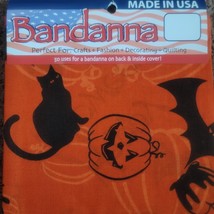 MADE IN USA
Bandanna
Perfect For: Crafts • Fashion • Decorating • Quilting
50 uses for a bandanna on back & inside cover!